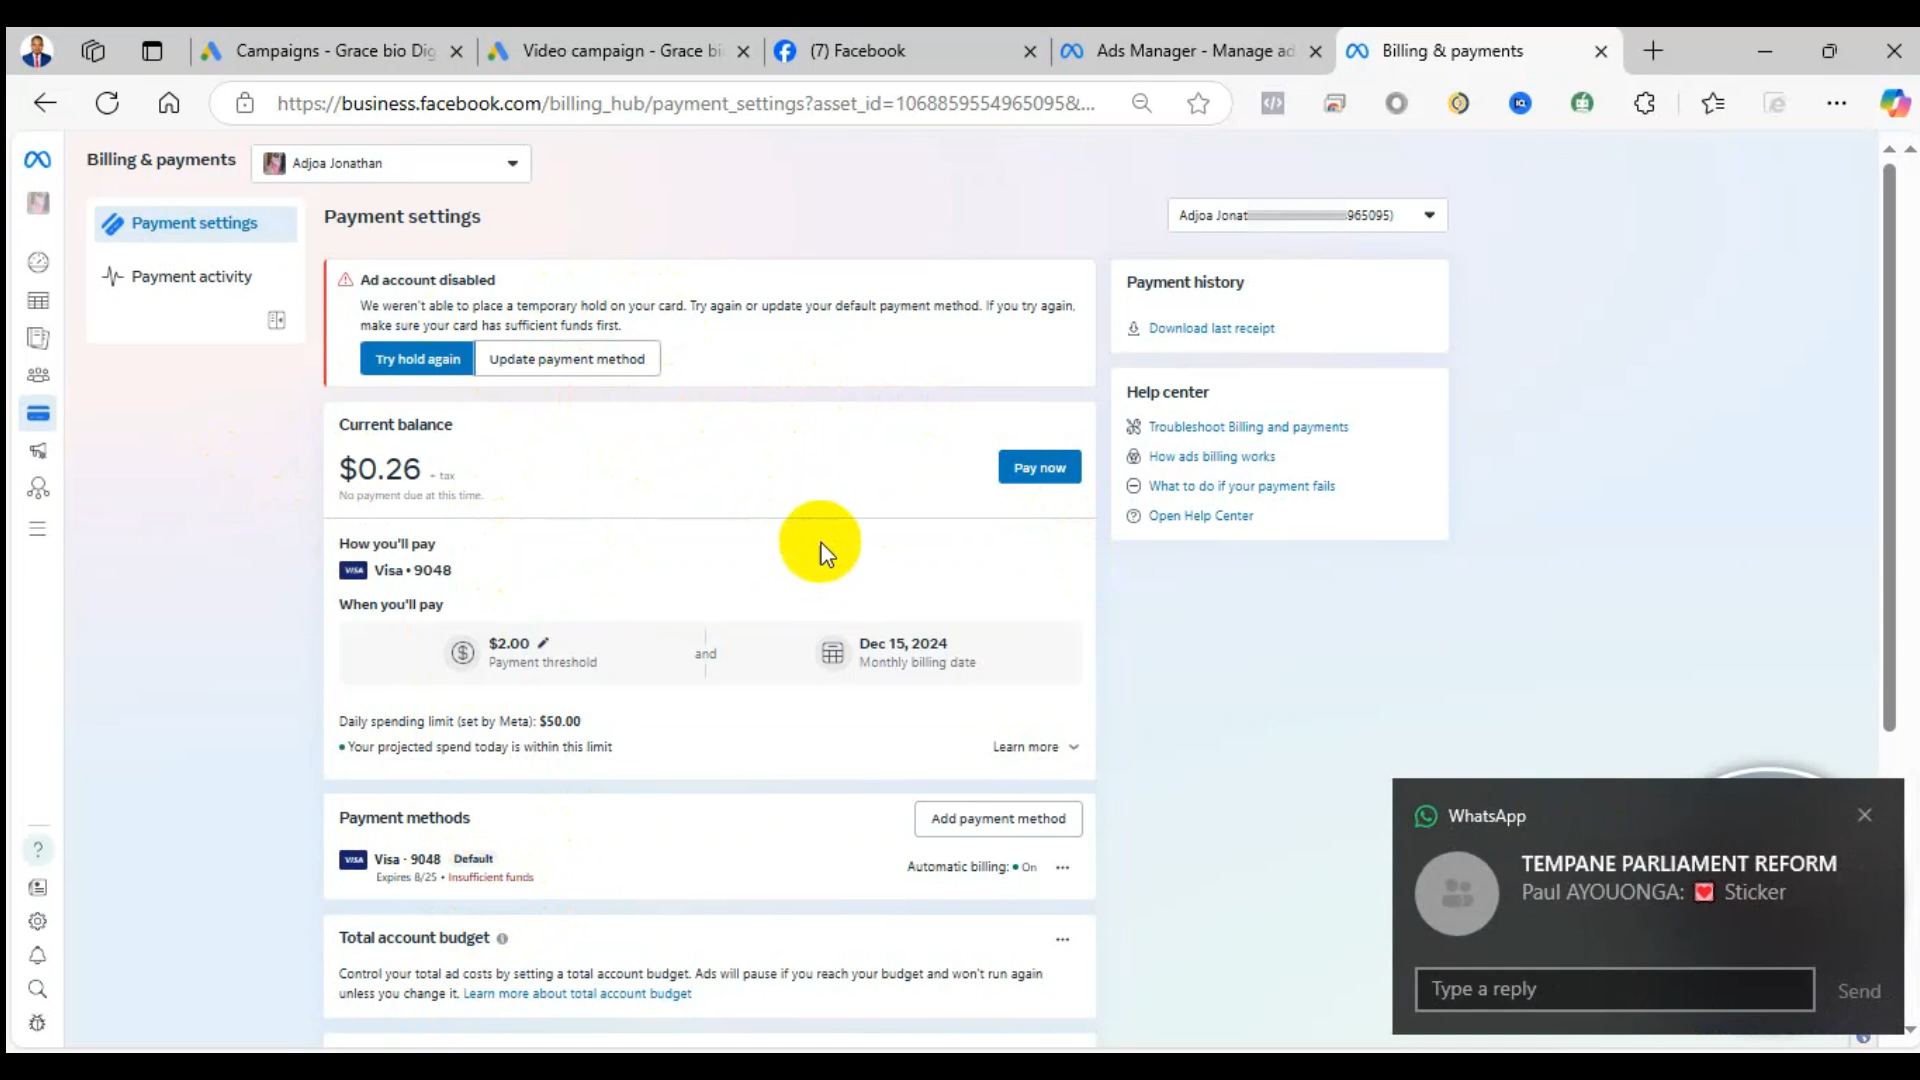 Campaigns - Grace bio Dig
Video campaign - Grace bi
(7) Facebook
Ads Manager - Manage ad
Billing & payments
https://business.facebook.com/billing_hub/payment_settings?asset_id=1068859554965095&...
Billing & payments
Adjoa Jonathan
Payment settings
Payment activity
Payment settings
Adjoa Jonat 965095)
Ad account disabled
We weren't able to place a temporary hold on your card. Try again or update your default payment method. If you try again,
make sure your card has sufficient funds first.
Try hold again
Update payment method
Payment history
Download last receipt
Current balance
$0.26 + tax
No payment due at this time.
Pay now
Help center
Troubleshoot Billing and payments
How ads billing works
What to do if your payment fails
Open Help Center
How you'll pay
VISA Visa • 9048
When you'll pay
$2.00
Payment threshold
and
Dec 15, 2024
Monthly billing date
Daily spending limit (set by Meta): $50.00
• Your projected spend today is within this limit
Learn more
Payment methods
Add payment method
VISA Visa · 9048 Default
Expires 8/25 • Insufficient funds
Automatic billing: • On
Total account budget
Control your total ad costs by setting a total account budget. Ads will pause if you reach your budget and won't run again
unless you change it. Learn more about total account budget
WhatsApp
TEMPANE PARLIAMENT REFORM
Paul AYOUONGA: 💟 Sticker
Type a reply
Send